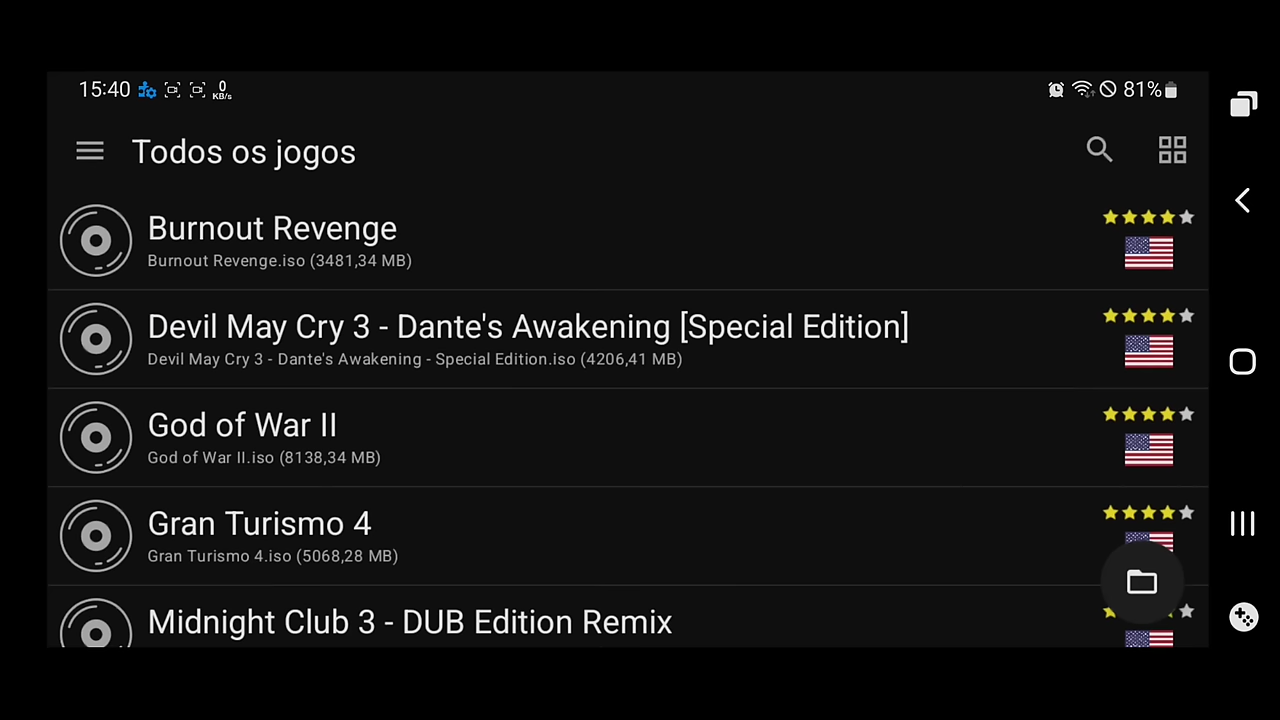 15:40 0 KB/s 81%
Todos os jogos
Burnout Revenge
Burnout Revenge.iso (3481,34 MB)
Devil May Cry 3 - Dante's Awakening [Special Edition]
Devil May Cry 3 - Dante's Awakening - Special Edition.iso (4206,41 MB)
God of War II
God of War II.iso (8138,34 MB)
Gran Turismo 4
Gran Turismo 4.iso (5068,28 MB)
Midnight Club 3 - DUB Edition Remix